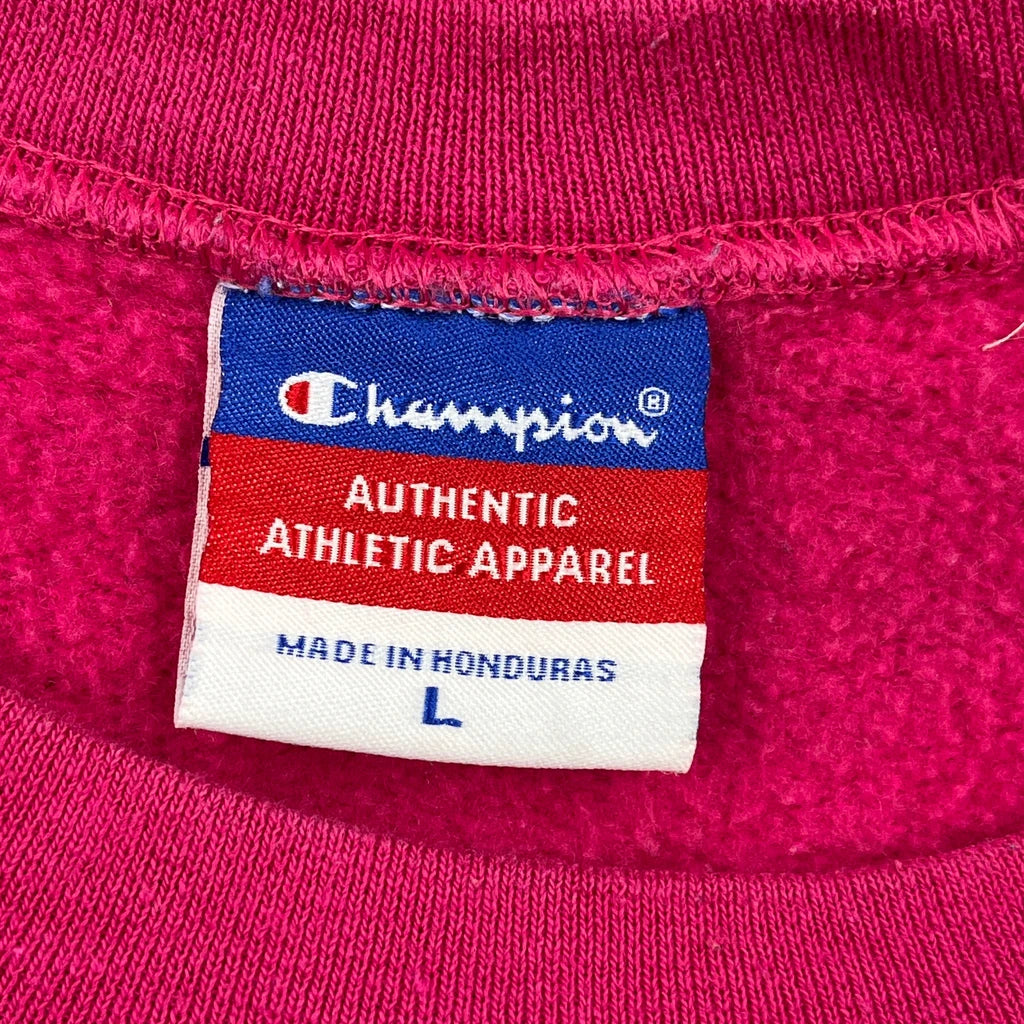 Champion®
AUTHENTIC
ATHLETIC APPAREL
MADE IN HONDURAS
L